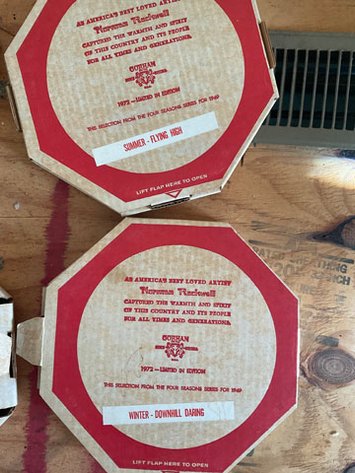 AS AMERICA'S BEST LOVED ARTIST
Norman Rockwell
CAPTURED THE WARMTH AND SPIRIT
OF THIS COUNTRY AND ITS PEOPLE
FOR ALL TIMES AND GENERATIONS.
GORHAM
1972—LIMITED IN EDITION
THIS SELECTION FROM THE FOUR SEASONS SERIES FOR 1949
SUMMER - FLYING HIGH
LIFT FLAP HERE TO OPEN
AS AMERICA'S BEST LOVED ARTIST
Norman Rockwell
CAPTURED THE WARMTH AND SPIRIT
OF THIS COUNTRY AND ITS PEOPLE
FOR ALL TIMES AND GENERATIONS.
GORHAM
1972—LIMITED IN EDITION
THIS SELECTION FROM THE FOUR SEASONS SERIES FOR 1949
WINTER - DOWNHILL DARING
LIFT FLAP HERE TO OPEN